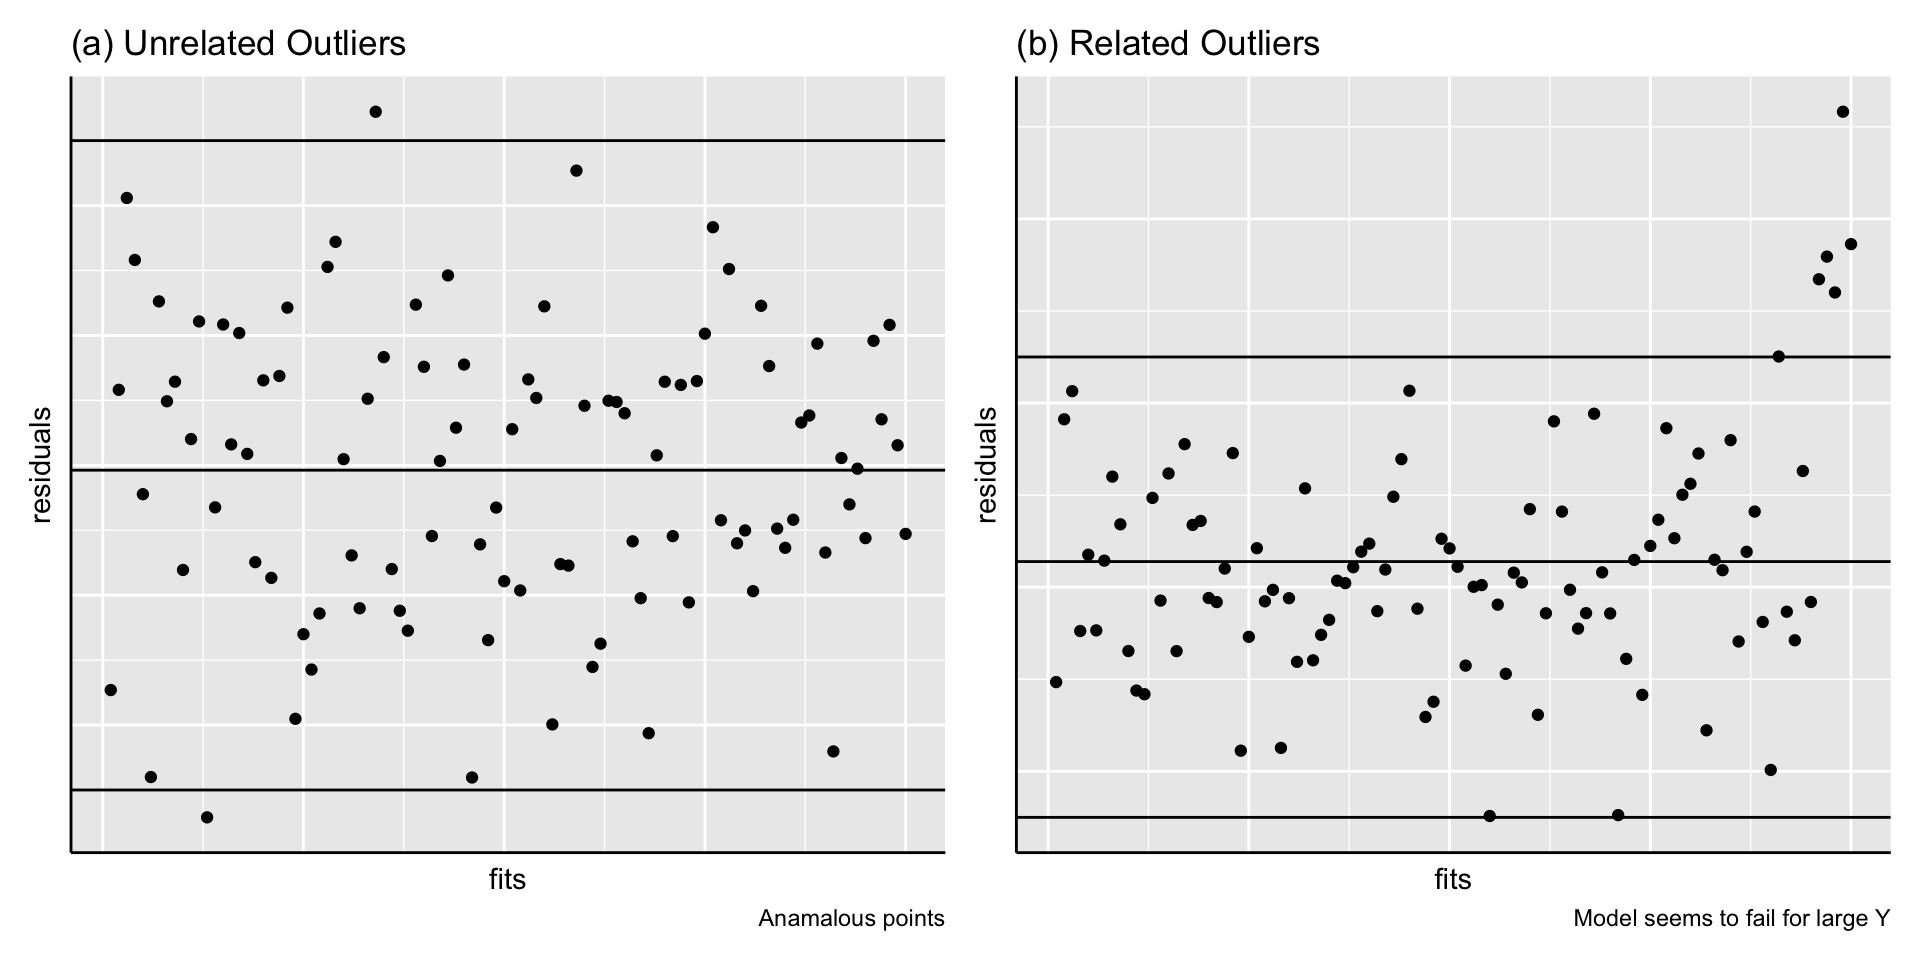 (a) Unrelated Outliers
residuals
fits
Anamalous points
(b) Related Outliers
residuals
fits
Model seems to fail for large Y